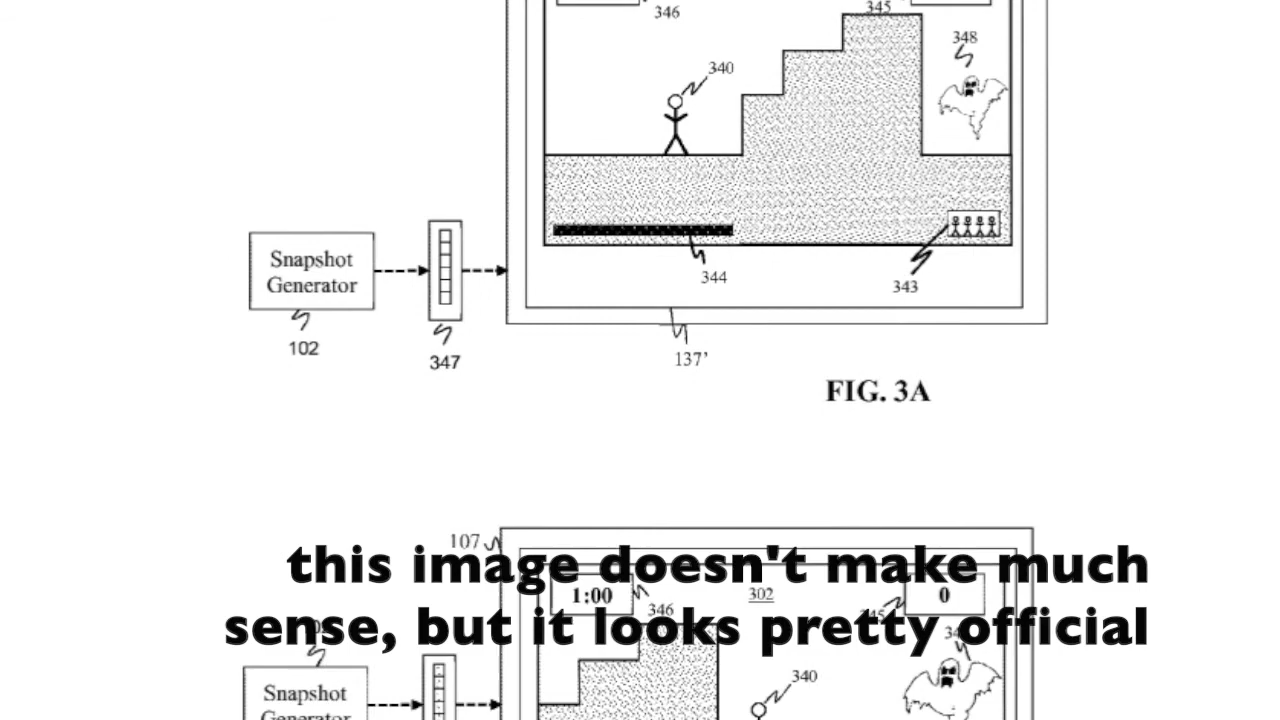 346
345
348
340
Snapshot
Generator
344
343
102
347
137'
FIG. 3A
107
this image doesn't make much
1:00
302
0
346
sense, but it looks pretty official
340
Snapshot